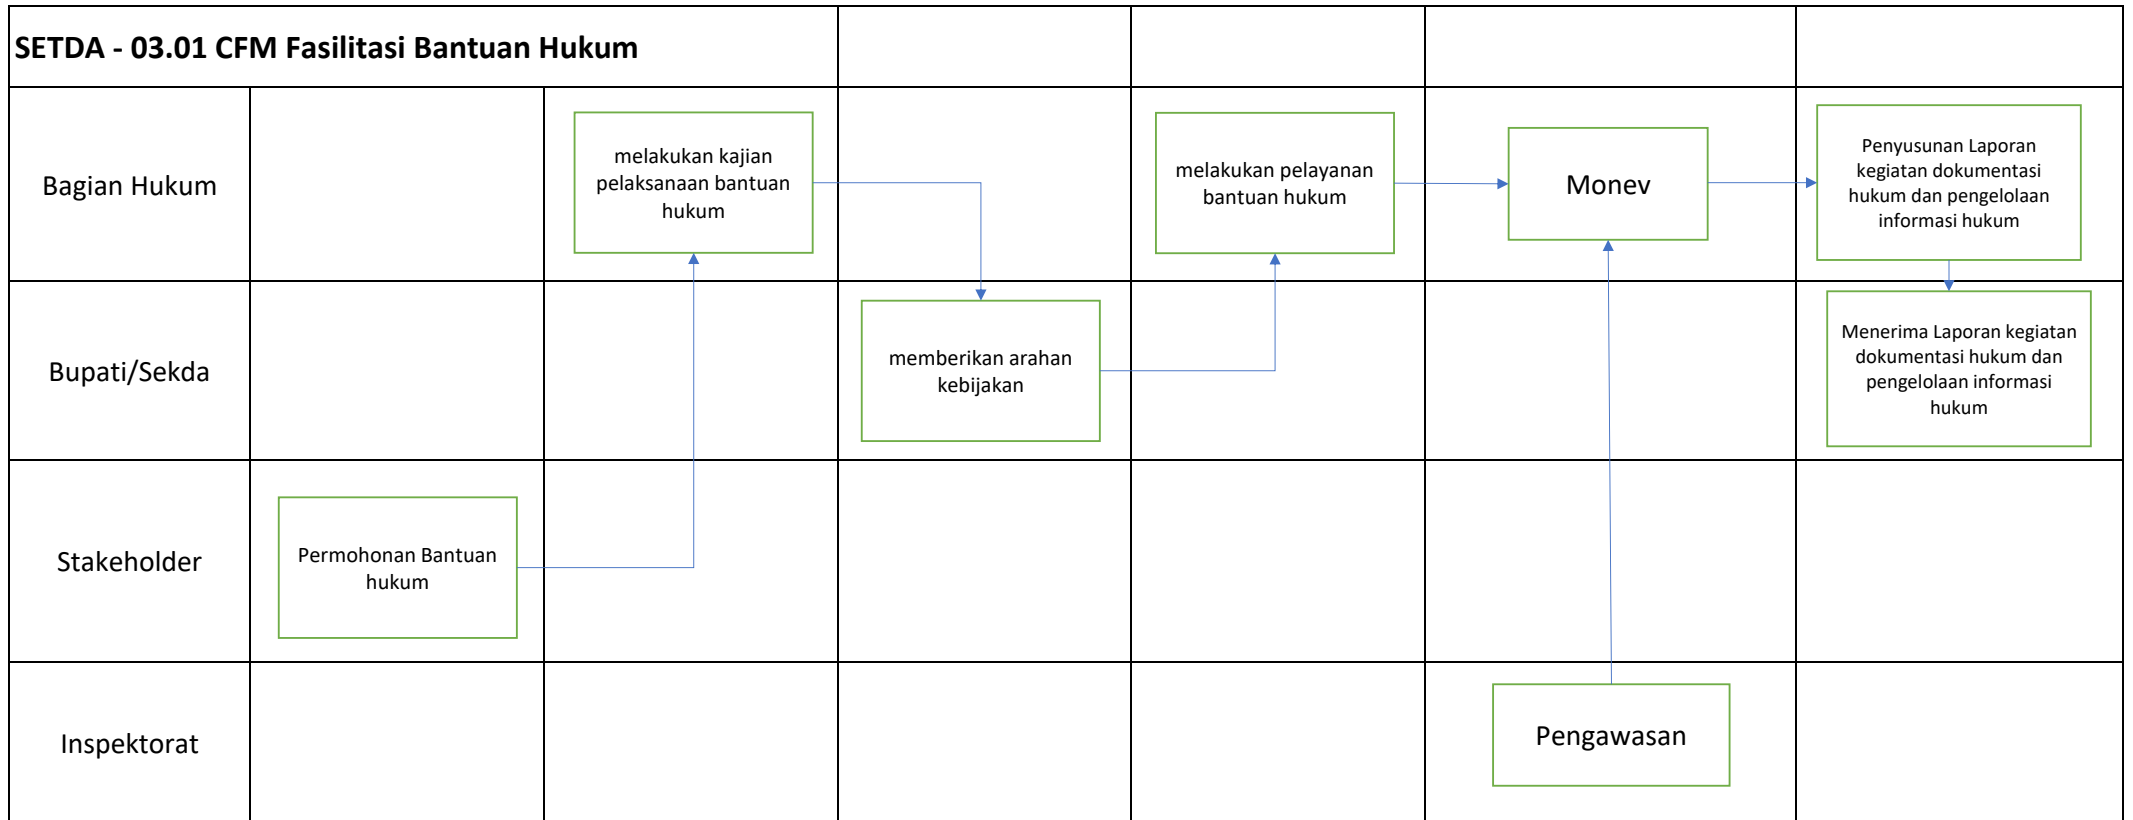 SETDA - 03.01 CFM Fasilitasi Bantuan Hukum
Bagian Hukum
melakukan kajian
pelaksanaan bantuan
hukum
melakukan pelayanan
bantuan hukum
Monev
Penyusunan Laporan
kegiatan dokumentasi
hukum dan pengelolaan
informasi hukum
Bupati/Sekda
memberikan arahan
kebijakan
Menerima Laporan kegiatan
dokumentasi hukum dan
pengelolaan informasi
hukum
Stakeholder
Permohonan Bantuan
hukum
Inspektorat
Pengawasan